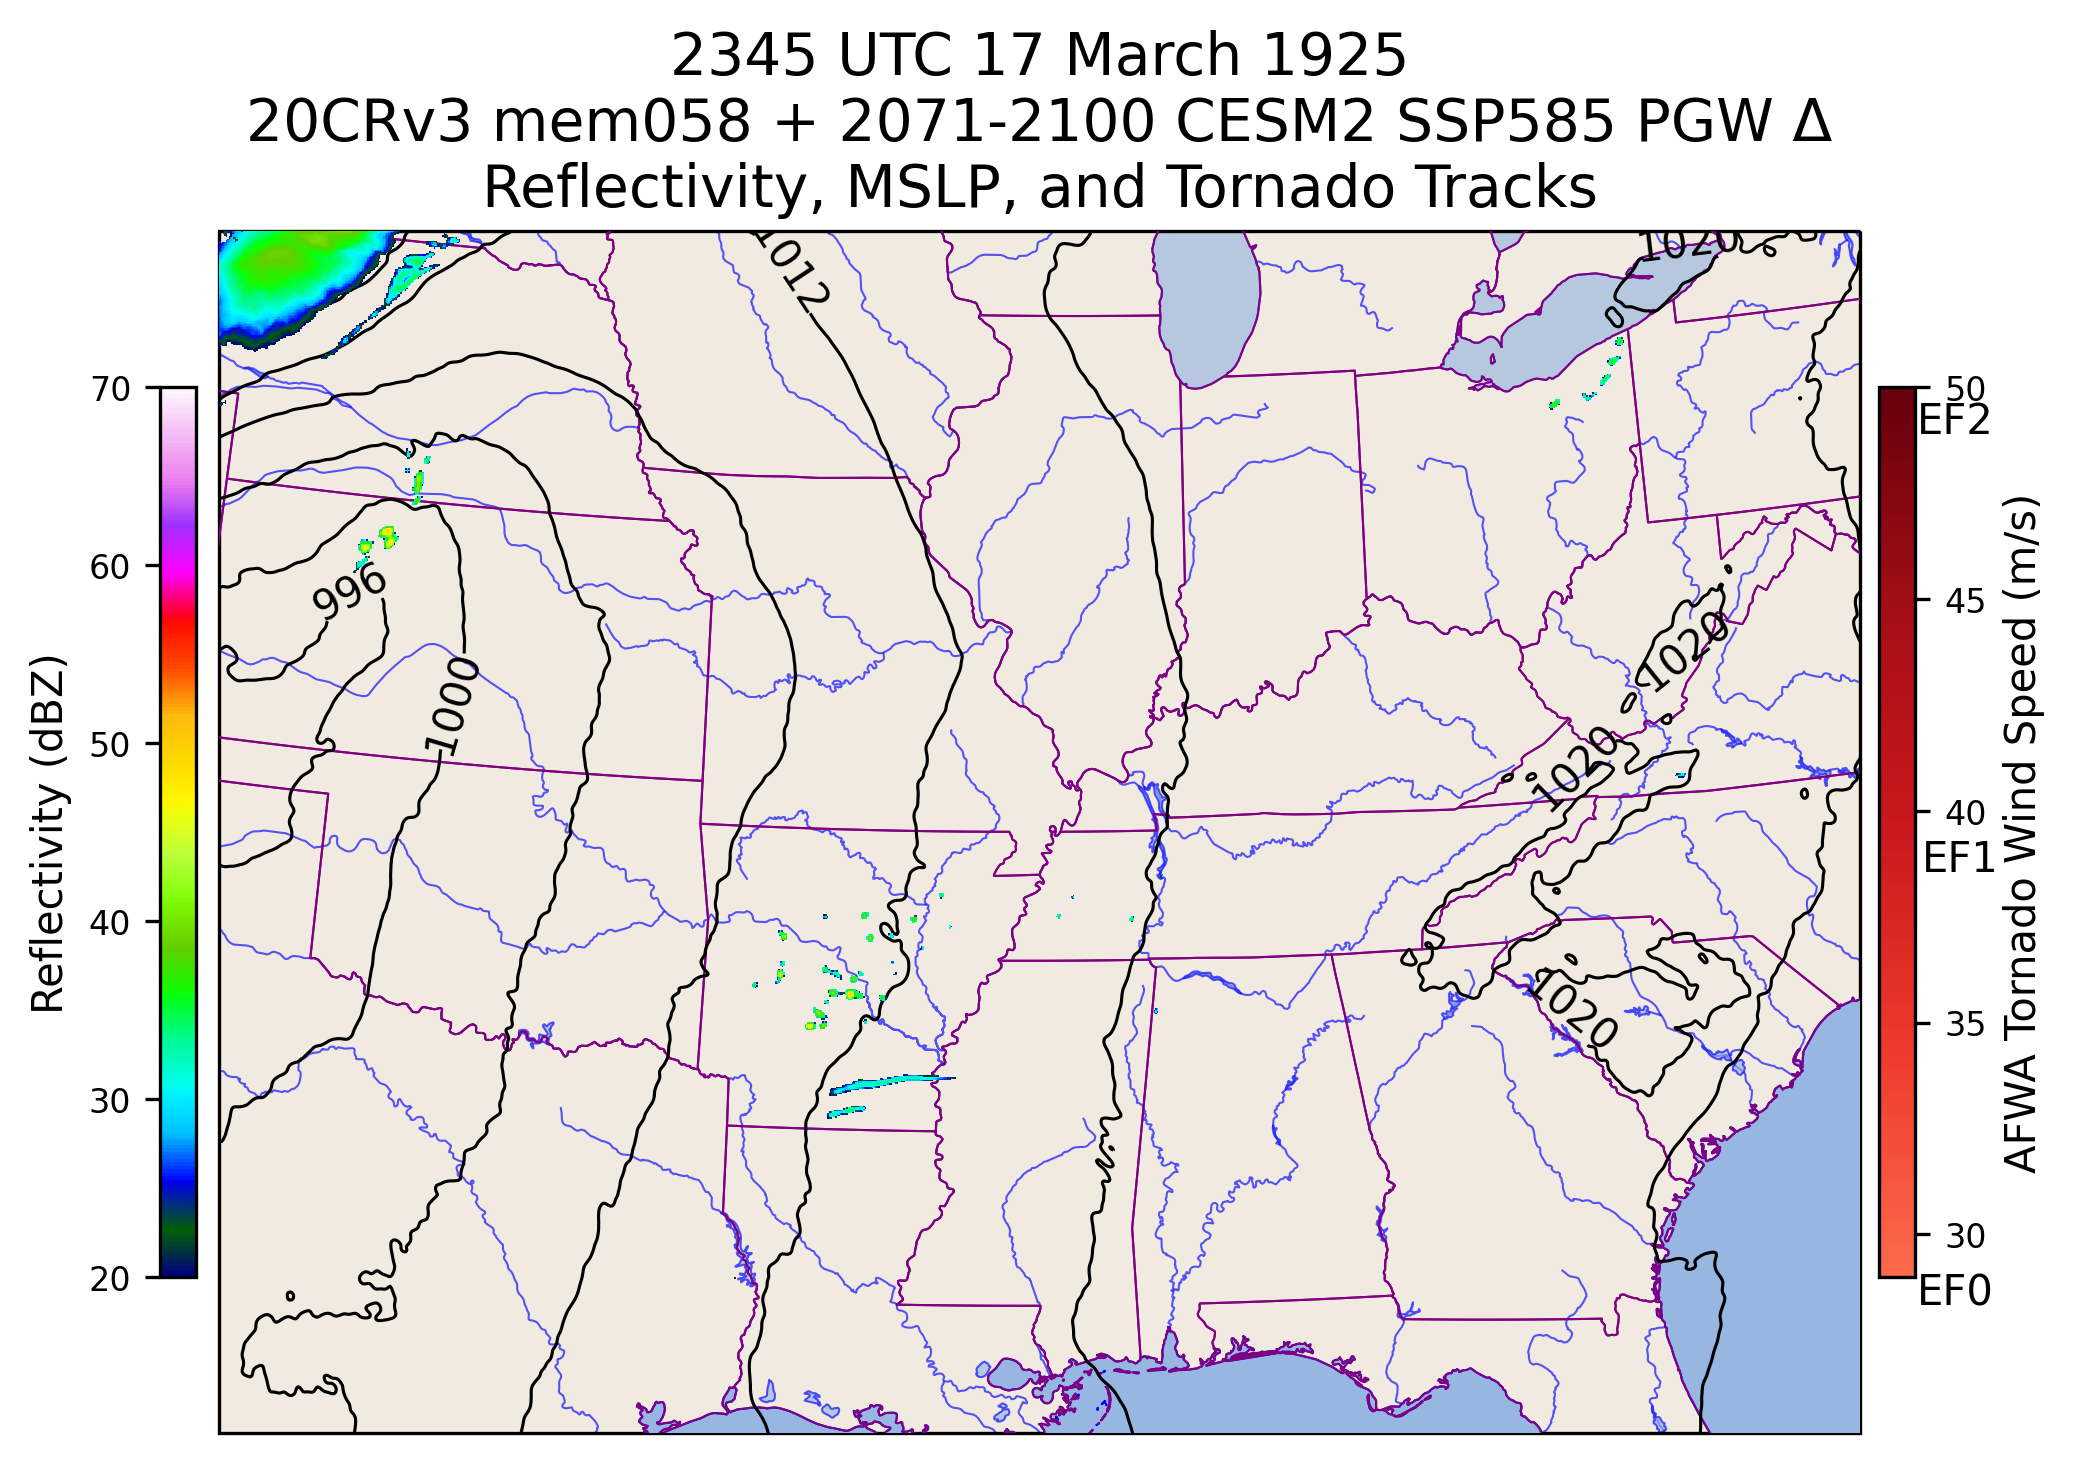 2345 UTC 17 March 1925
20CRv3 mem058 + 2071-2100 CESM2 SSP585 PGW Δ
Reflectivity, MSLP, and Tornado Tracks
1012
1020
996
1000
1020
1020
1020
Reflectivity (dBZ)
70
60
50
40
30
20
50
EF2
45
40
EF1
35
30
EF0
AFWA Tornado Wind Speed (m/s)